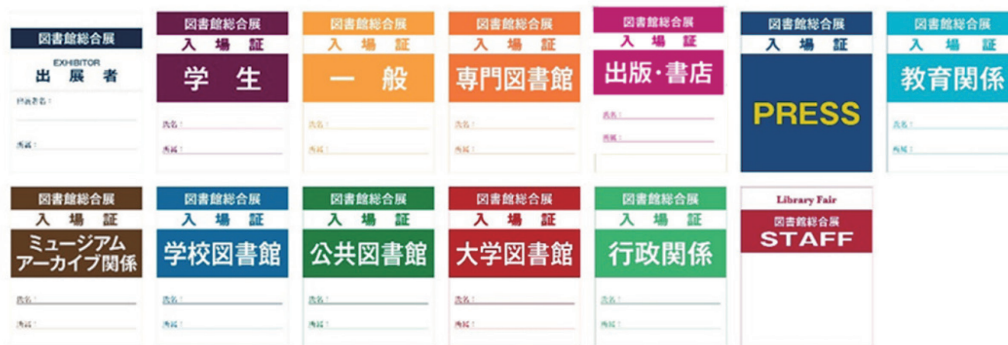 図書館総合展
EXHIBITOR
出展者
出展者名：
所属：
図書館総合展
入場証
学生
氏名：
所属：
図書館総合展
入場証
一般
氏名：
所属：
図書館総合展
入場証
専門図書館
氏名：
所属：
図書館総合展
入場証
出版・書店
氏名：
所属：
図書館総合展
入場証
PRESS
図書館総合展
入場証
教育関係
氏名：
所属：
図書館総合展
入場証
ミュージアム
アーカイブ関係
氏名：
所属：
図書館総合展
入場証
学校図書館
氏名：
所属：
図書館総合展
入場証
公共図書館
氏名：
所属：
図書館総合展
入場証
大学図書館
氏名：
所属：
図書館総合展
入場証
行政関係
氏名：
所属：
Library Fair
図書館総合展
STAFF